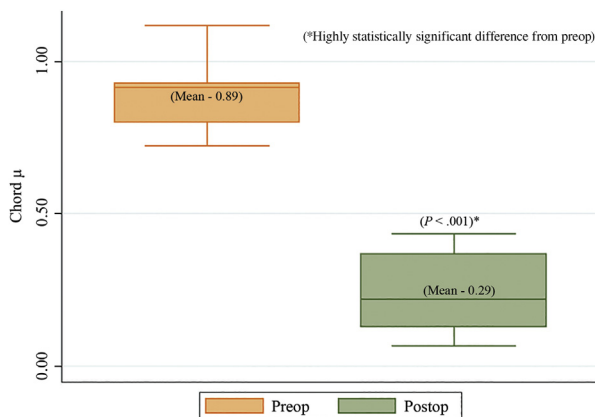 (*Highly statistically significant difference from preop)
1.00
(Mean - 0.89)
Chord μ
0.50
(P < .001)*
(Mean - 0.29)
0.00
Preop Postop